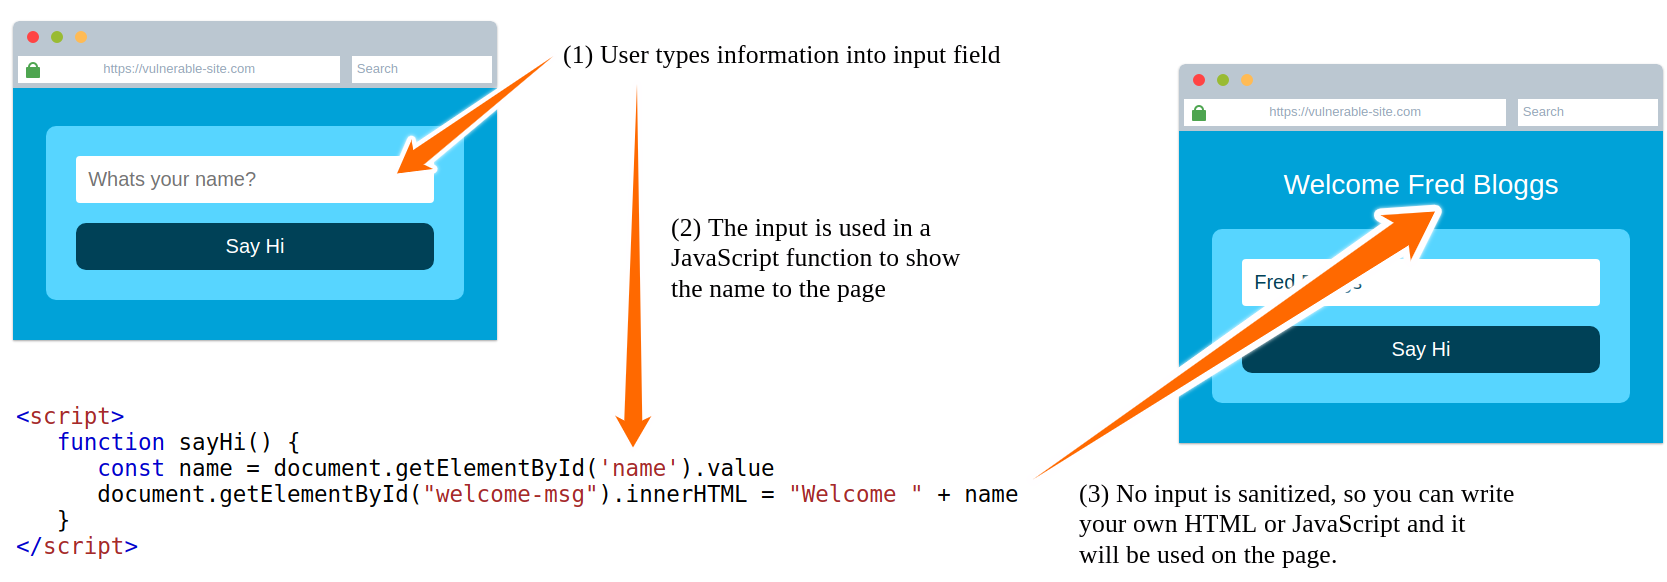 https://vulnerable-site.com
Search
Whats your name?
Say Hi
(1) User types information into input field
(2) The input is used in a
JavaScript function to show
the name to the page
<script>
   function sayHi() {
      const name = document.getElementById('name').value
      document.getElementById("welcome-msg").innerHTML = "Welcome " + name
   }
</script>
https://vulnerable-site.com
Search
Welcome Fred Bloggs
Fred
Say Hi
(3) No input is sanitized, so you can write
your own HTML or JavaScript and it
will be used on the page.